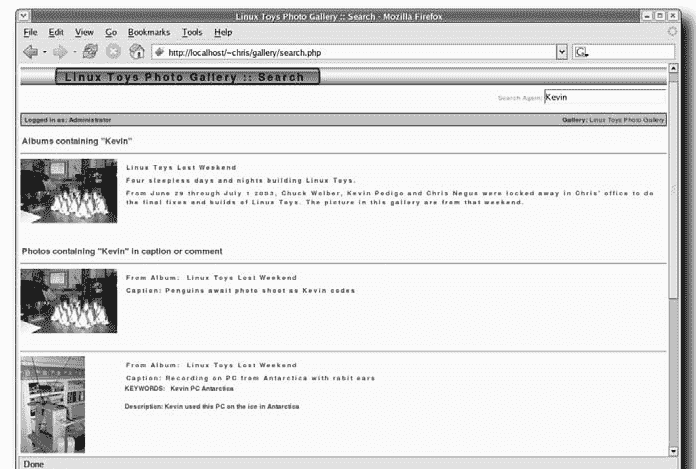 Linux Toys Photo Gallery :: Search - Mozilla Firefox
File Edit View Go Bookmarks Tools Help
http://localhost/~chris/gallery/search.php
Linux Toys Photo Gallery :: Search
Search Again: Kevin
Logged in as: Administrator Gallery: Linux Toys Photo Gallery
Albums containing "Kevin"
Linux Toys Lost Weekend
Four sleepless days and nights building Linux Toys.
From June 29 through July 1 2003, Chuck Wolber, Kevin Pedigo and Chris Negus were locked away in Chris' office to do
the final fixes and builds of Linux Toys. The picture in this gallery are from that weekend.
Photos containing "Kevin" in caption or comment
From Album: Linux Toys Lost Weekend
Caption: Penguins await photo shoot as Kevin codes
From Album: Linux Toys Lost Weekend
Caption: Recording on PC from Antarctica with rabit ears
KEYWORDS: Kevin PC Antarctica
Description: Kevin used this PC on the ice in Antarctica
Done